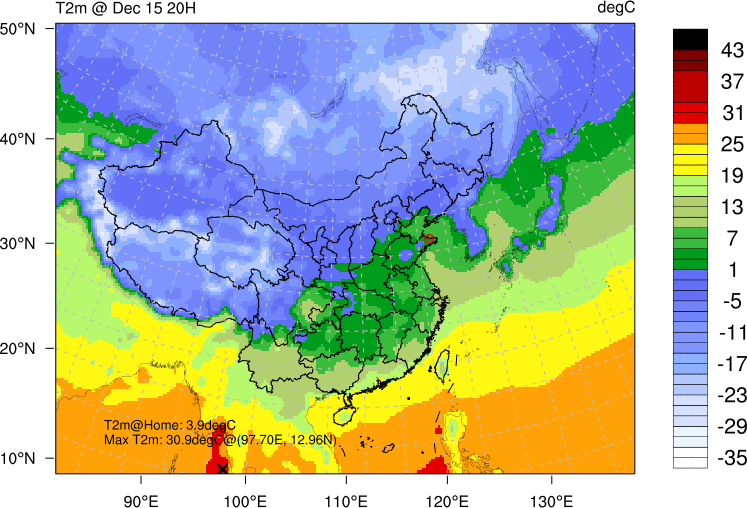 T2m @ Dec 15 20H
degC
50°N
40°N
30°N
20°N
10°N
T2m@Home: 3.9degC
Max T2m: 30.9degC@(97.70E, 12.96N)
90°E
100°E
110°E
120°E
130°E
43
37
31
25
19
13
7
1
-5
-11
-17
-23
-29
-35